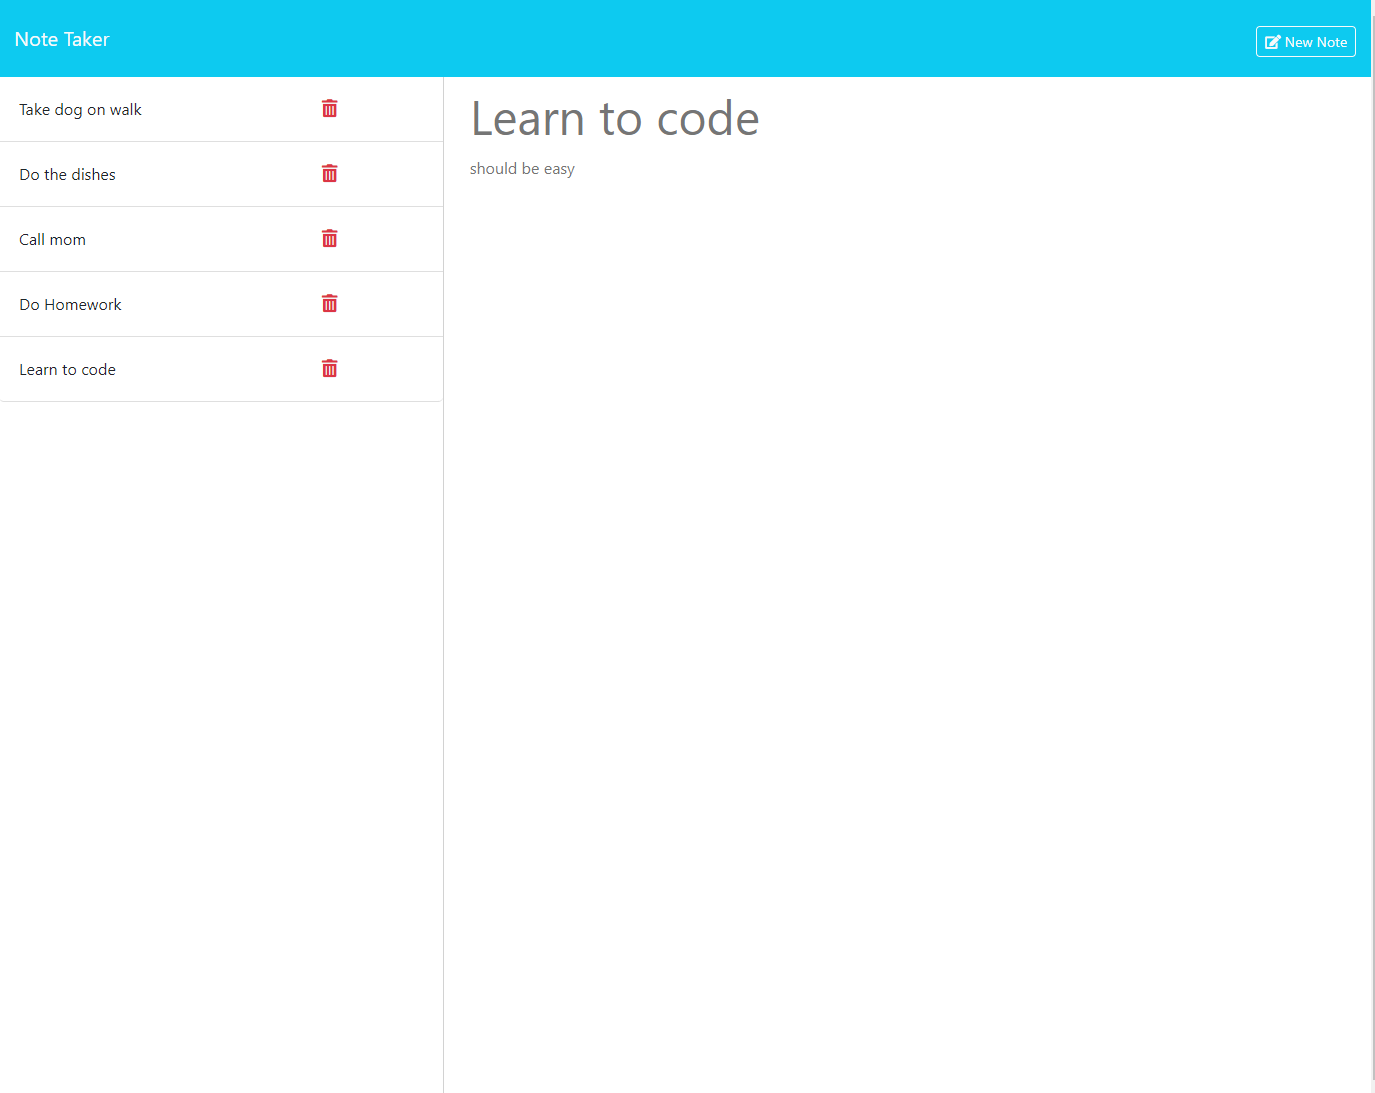 Note Taker
New Note
Take dog on walk
Do the dishes
Call mom
Do Homework
Learn to code
Learn to code
should be easy